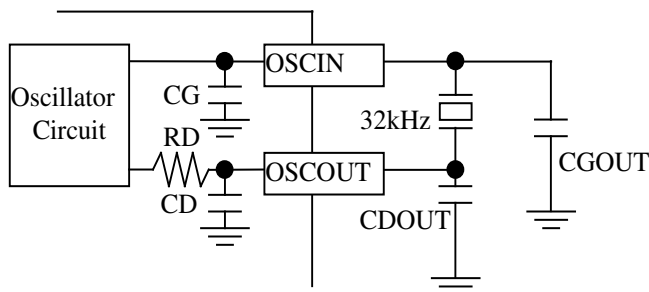 OSCIN
Oscillator
Circuit
CG
32kHz
RD
OSCOUT
CGOUT
CD
CDOUT